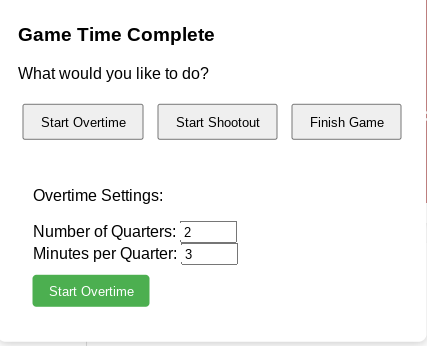 Game Time Complete
What would you like to do?
Start Overtime Start Shootout Finish Game
Overtime Settings:
Number of Quarters: 2
Minutes per Quarter: 3
Start Overtime